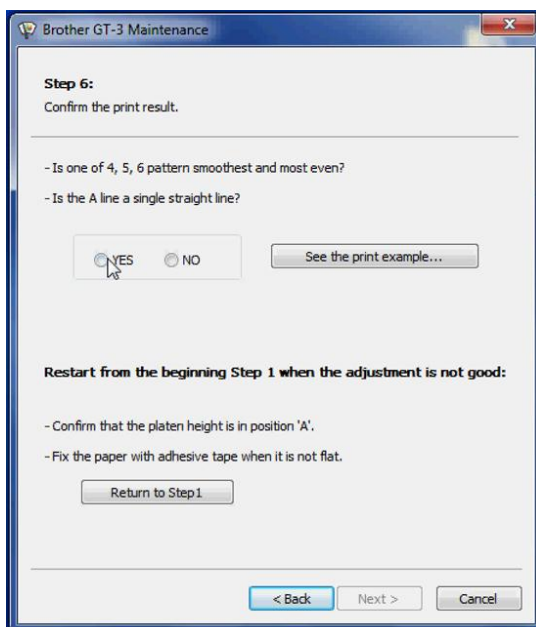 Brother GT-3 Maintenance
Step 6:
Confirm the print result.
- Is one of 4, 5, 6 pattern smoothest and most even?
- Is the A line a single straight line?
YES NO See the print example...
Restart from the beginning Step 1 when the adjustment is not good:
- Confirm that the platen height is in position 'A'.
- Fix the paper with adhesive tape when it is not flat.
Return to Step1
< Back Next > Cancel